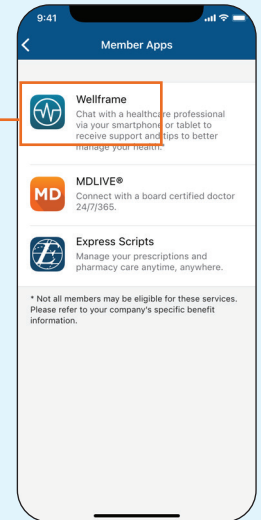 9:41
Member Apps
Wellframe
Chat with a healthcare professional
via your smartphone or tablet to
receive support and tips to better
manage your health.
MD
MDLIVE®
Connect with a board certified doctor
24/7/365.
Express Scripts
Manage your prescriptions and
pharmacy care anytime, anywhere.
* Not all members may be eligible for these services.
Please refer to your company's specific benefit
information.